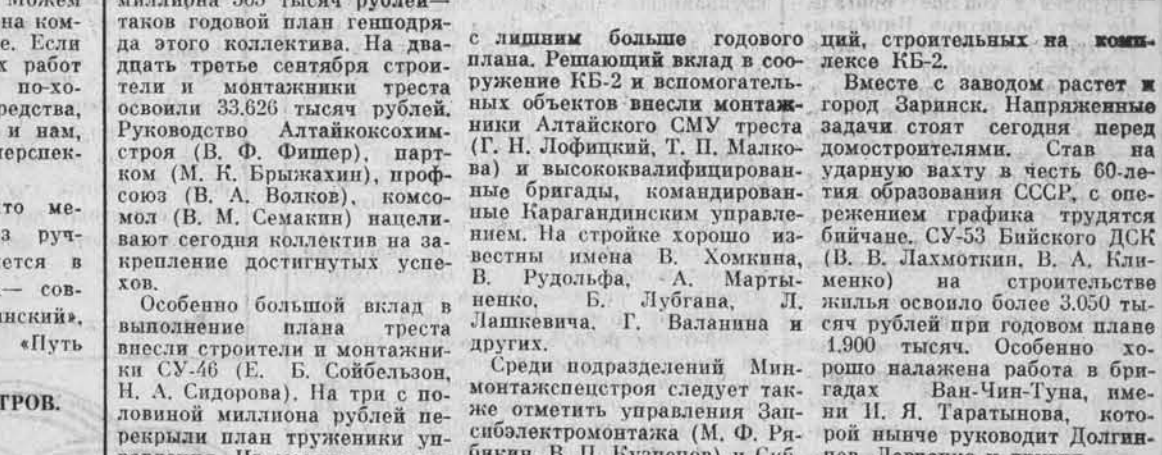 Можем
на ком-
е. Если
х работ
по-хо-
редства,
и нам,
перспек-
то ме-
з руч-
ется в
— сов-
инский»,
«Путь
ТРОВ.
тысяч рублей—
таков годовой план генподря-
да этого коллектива. На два-
дцать третье сентября строи-
тели и монтажники треста
освоили 33.626 тысяч рублей.
Руководство Алтайкоксохим-
строя (В. Ф. Фишер), парт-
ком (М. К. Брыжахин), проф-
союз (В. А. Волков), комсо-
мол (В. М. Семакин) нацели-
вают сегодня коллектив на за-
крепление достигнутых успе-
хов.
Особенно большой вклад в
выполнение плана треста
внесли строители и монтажни-
ки СУ-46 (Е. Б. Сойбельзон,
Н. А. Сидорова). На три с по-
ловиной миллиона рублей пе-
рекрыли план труженики уп-
с лишним больше годового
плана. Решающий вклад в соо-
ружение КБ-2 и вспомогатель-
ных объектов внесли монтаж-
ники Алтайского СМУ треста
(Г. Н. Лофицкий, Т. П. Малко-
ва) и высококвалифицирован-
ные бригады, командирован-
ные Карагандинским управле-
нием. На стройке хорошо из-
вестны имена В. Хомкина,
В. Рудольфа, А. Марты-
ненко, Б. Лубгана, Л.
Лашкевича, Г. Валанина и
других.
Среди подразделений Мин-
монтажспецстроя следует так-
же отметить управления Зап-
сибэлектромонтажа (М. Ф. Ря-
бикин, В. П. Кузнецов) и Сиб-
ций, строительных на комп-
лексе КБ-2.
Вместе с заводом растет и
город Заринск. Напряженные
задачи стоят сегодня перед
домостроителями. Став на
ударную вахту в честь 60-ле-
тия образования СССР, с опе-
режением графика трудятся
бийчане. СУ-53 Бийского ДСК
(В. В. Лахмоткин, В. А. Кли-
менко) на строительстве
жилья освоило более 3.050 ты-
сяч рублей при годовом плане
1.900 тысяч. Особенно хо-
рошо налажена работа в бри-
гадах Ван-Чин-Туна, име-
ни И. Я. Таратынова, кото-
рой нынче руководит Долгин-